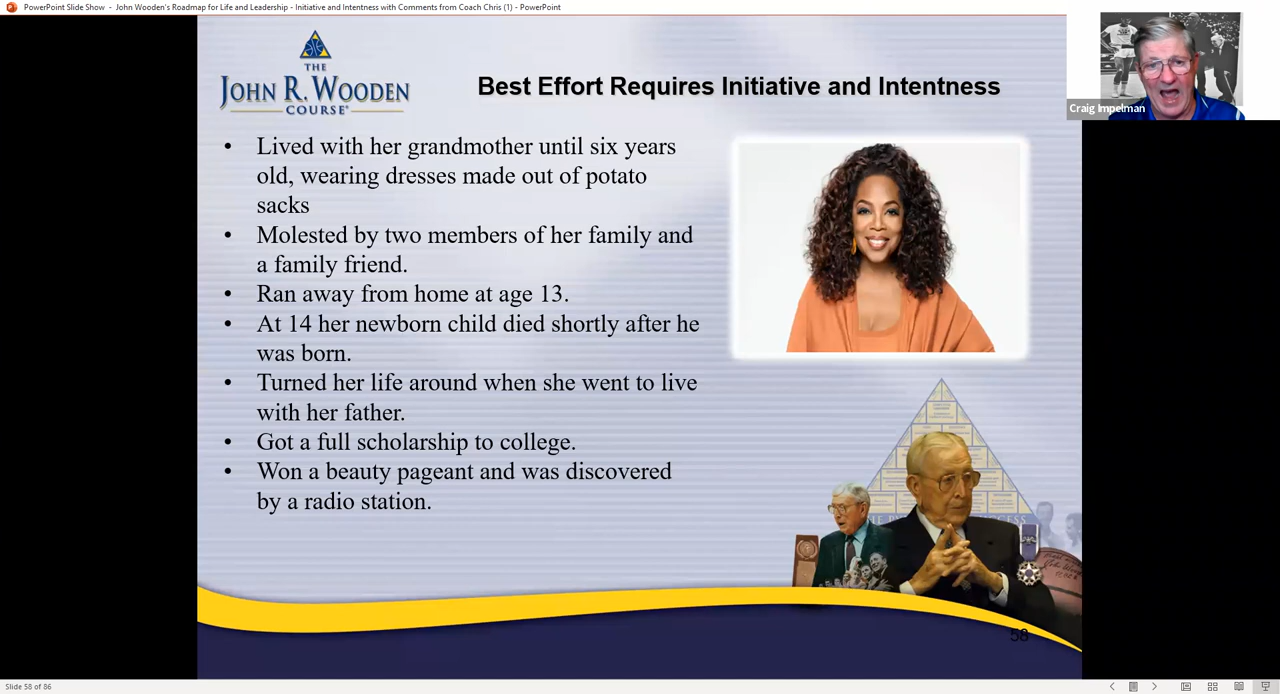 PowerPoint Slide Show - John Wooden's Roadmap for Life and Leadership - Initiative and Intentness with Comments from Coach Chris (1) - PowerPoint
THE
JOHN R. WOODEN
COURSE®
Best Effort Requires Initiative and Intentness
Craig Impelman
• Lived with her grandmother until six years
old, wearing dresses made out of potato
sacks
• Molested by two members of her family and
a family friend.
• Ran away from home at age 13.
• At 14 her newborn child died shortly after he
was born.
• Turned her life around when she went to live
with her father.
• Got a full scholarship to college.
• Won a beauty pageant and was discovered
by a radio station.
58
Slide 58 of 86